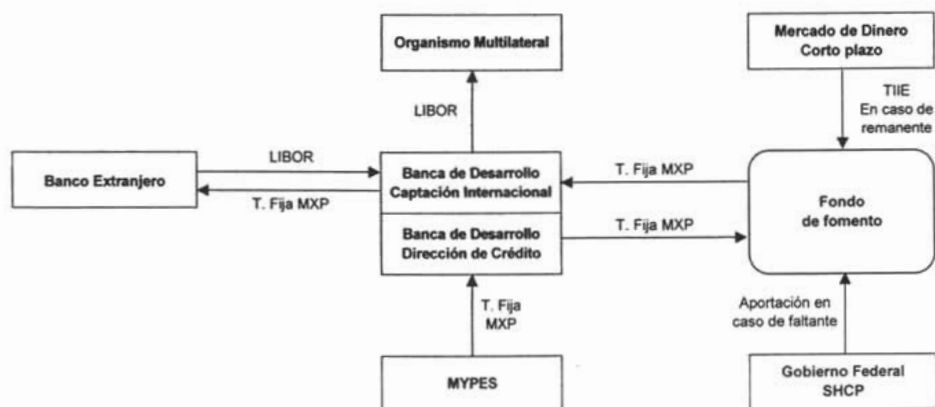 Organismo Multilateral
Mercado de Dinero
Corto plazo
LIBOR
TIIE
En caso de
remanente
Banco Extranjero
LIBOR
T. Fija MXP
Banca de Desarrollo
Captación Internacional
Banca de Desarrollo
Dirección de Crédito
T. Fija MXP
T. Fija MXP
Fondo
de fomento
T. Fija
MXP
Aportación en
caso de faltante
MYPES
Gobierno Federal
SHCP